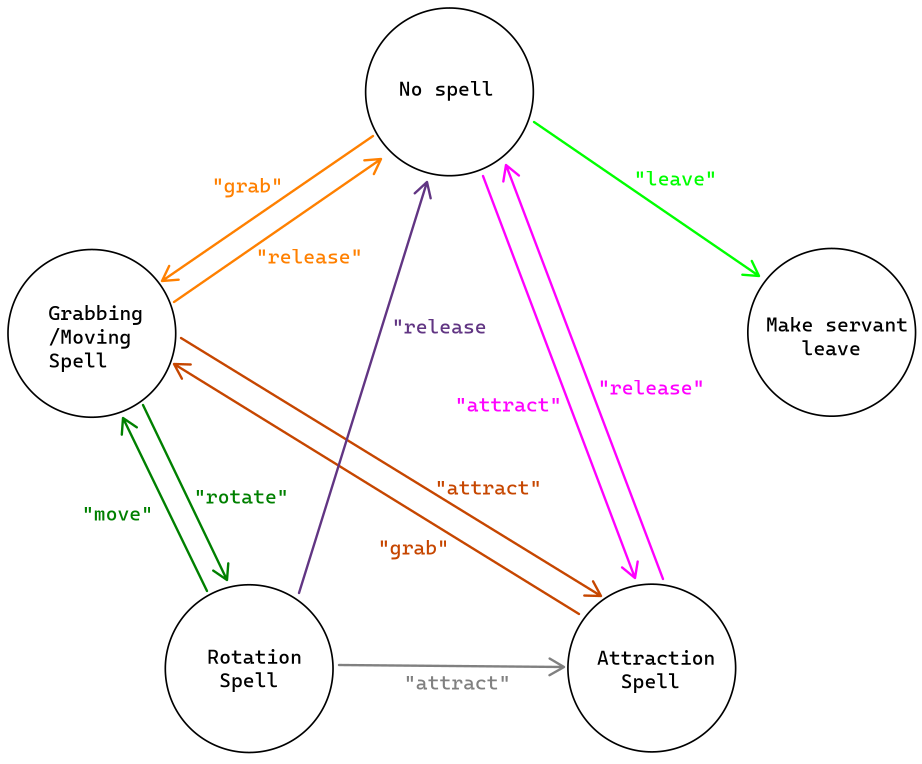 No spell
"leave"
"grab"
"release"
Grabbing
/Moving
Spell
Make servant
leave
"release
"release"
"attract"
"attract"
"rotate"
"move"
"grab"
Rotation
Spell
Attraction
Spell
"attract"